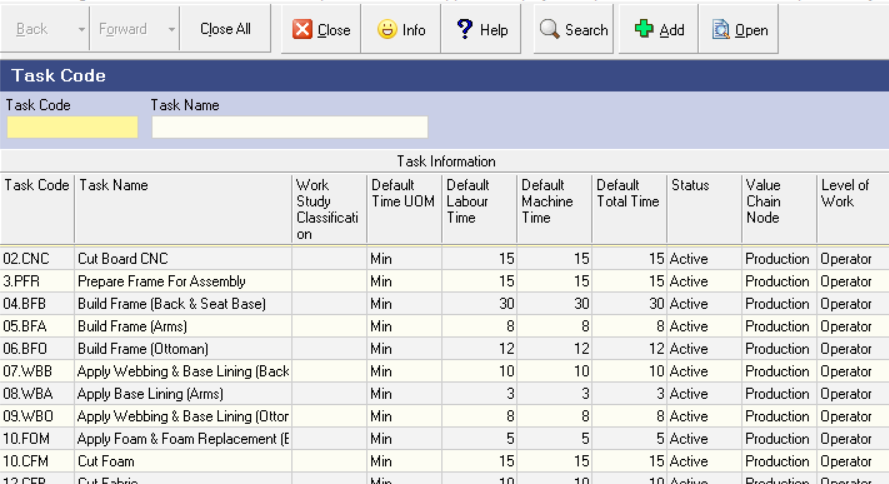 Back Forward Close All Close Info Help Search Add Open
Task Code
Task Code Task Name
Task Information
Task Code Task Name Work Study Classificati on Default Time UOM Default Labour Time Default Machine Time Default Total Time Status Value Chain Node Level of Work
02.CNC Cut Board CNC Min 15 15 15 Active Production Operator
3.PFR Prepare Frame For Assembly Min 15 15 15 Active Production Operator
04.BFB Build Frame (Back & Seat Base) Min 30 30 30 Active Production Operator
05.BFA Build Frame (Arms) Min 8 8 8 Active Production Operator
06.BFO Build Frame (Ottoman) Min 12 12 12 Active Production Operator
07.WBB Apply Webbing & Base Lining (Back Min 10 10 10 Active Production Operator
08.WBA Apply Base Lining (Arms) Min 3 3 3 Active Production Operator
09.WBO Apply Webbing & Base Lining (Ottor Min 8 8 8 Active Production Operator
10.FOM Apply Foam & Foam Replacement (E Min 5 5 5 Active Production Operator
10.CFM Cut Foam Min 15 15 15 Active Production Operator
Cut Fabric Min 10 10 10 Active Production Operator